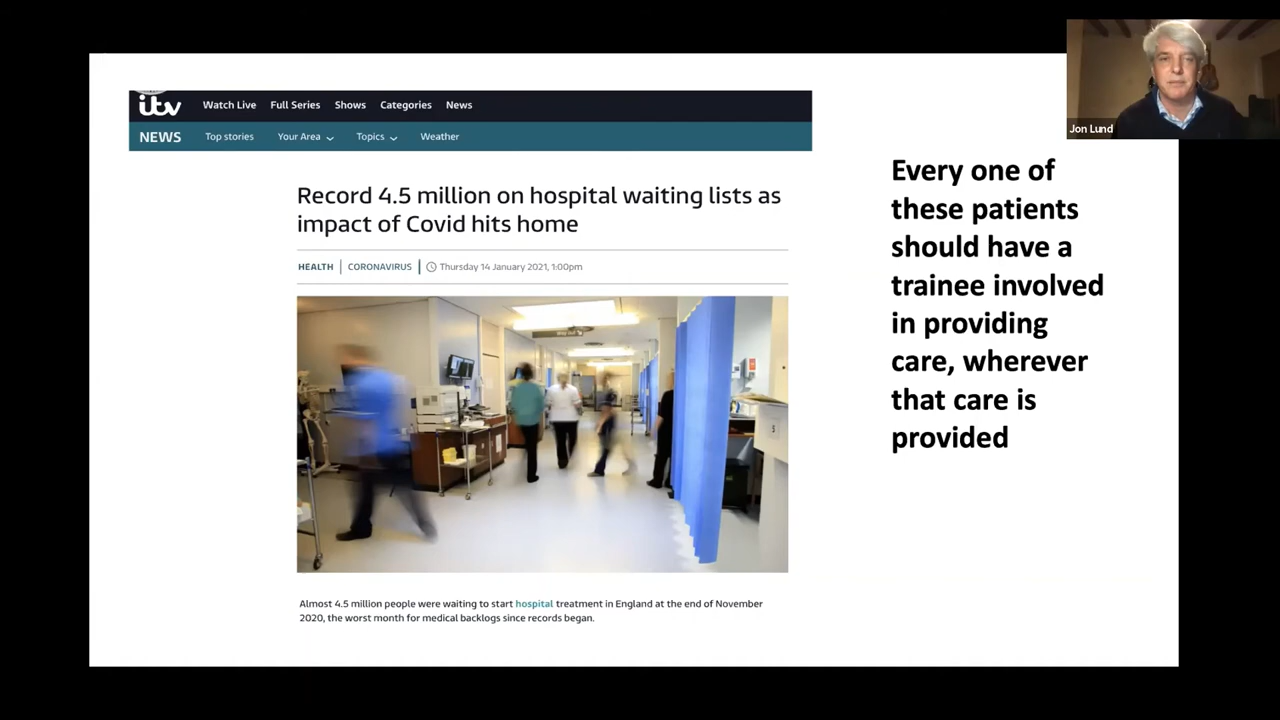 itv
Watch Live Full Series Shows Categories News
NEWS Top stories Your Area Topics Weather
Record 4.5 million on hospital waiting lists as
impact of Covid hits home
HEALTH CORONAVIRUS Thursday 14 January 2021, 1:00pm
Almost 4.5 million people were waiting to start hospital treatment in England at the end of November
2020, the worst month for medical backlogs since records began.
Every one of
these patients
should have a
trainee involved
in providing
care, wherever
that care is
provided
Jon Lund